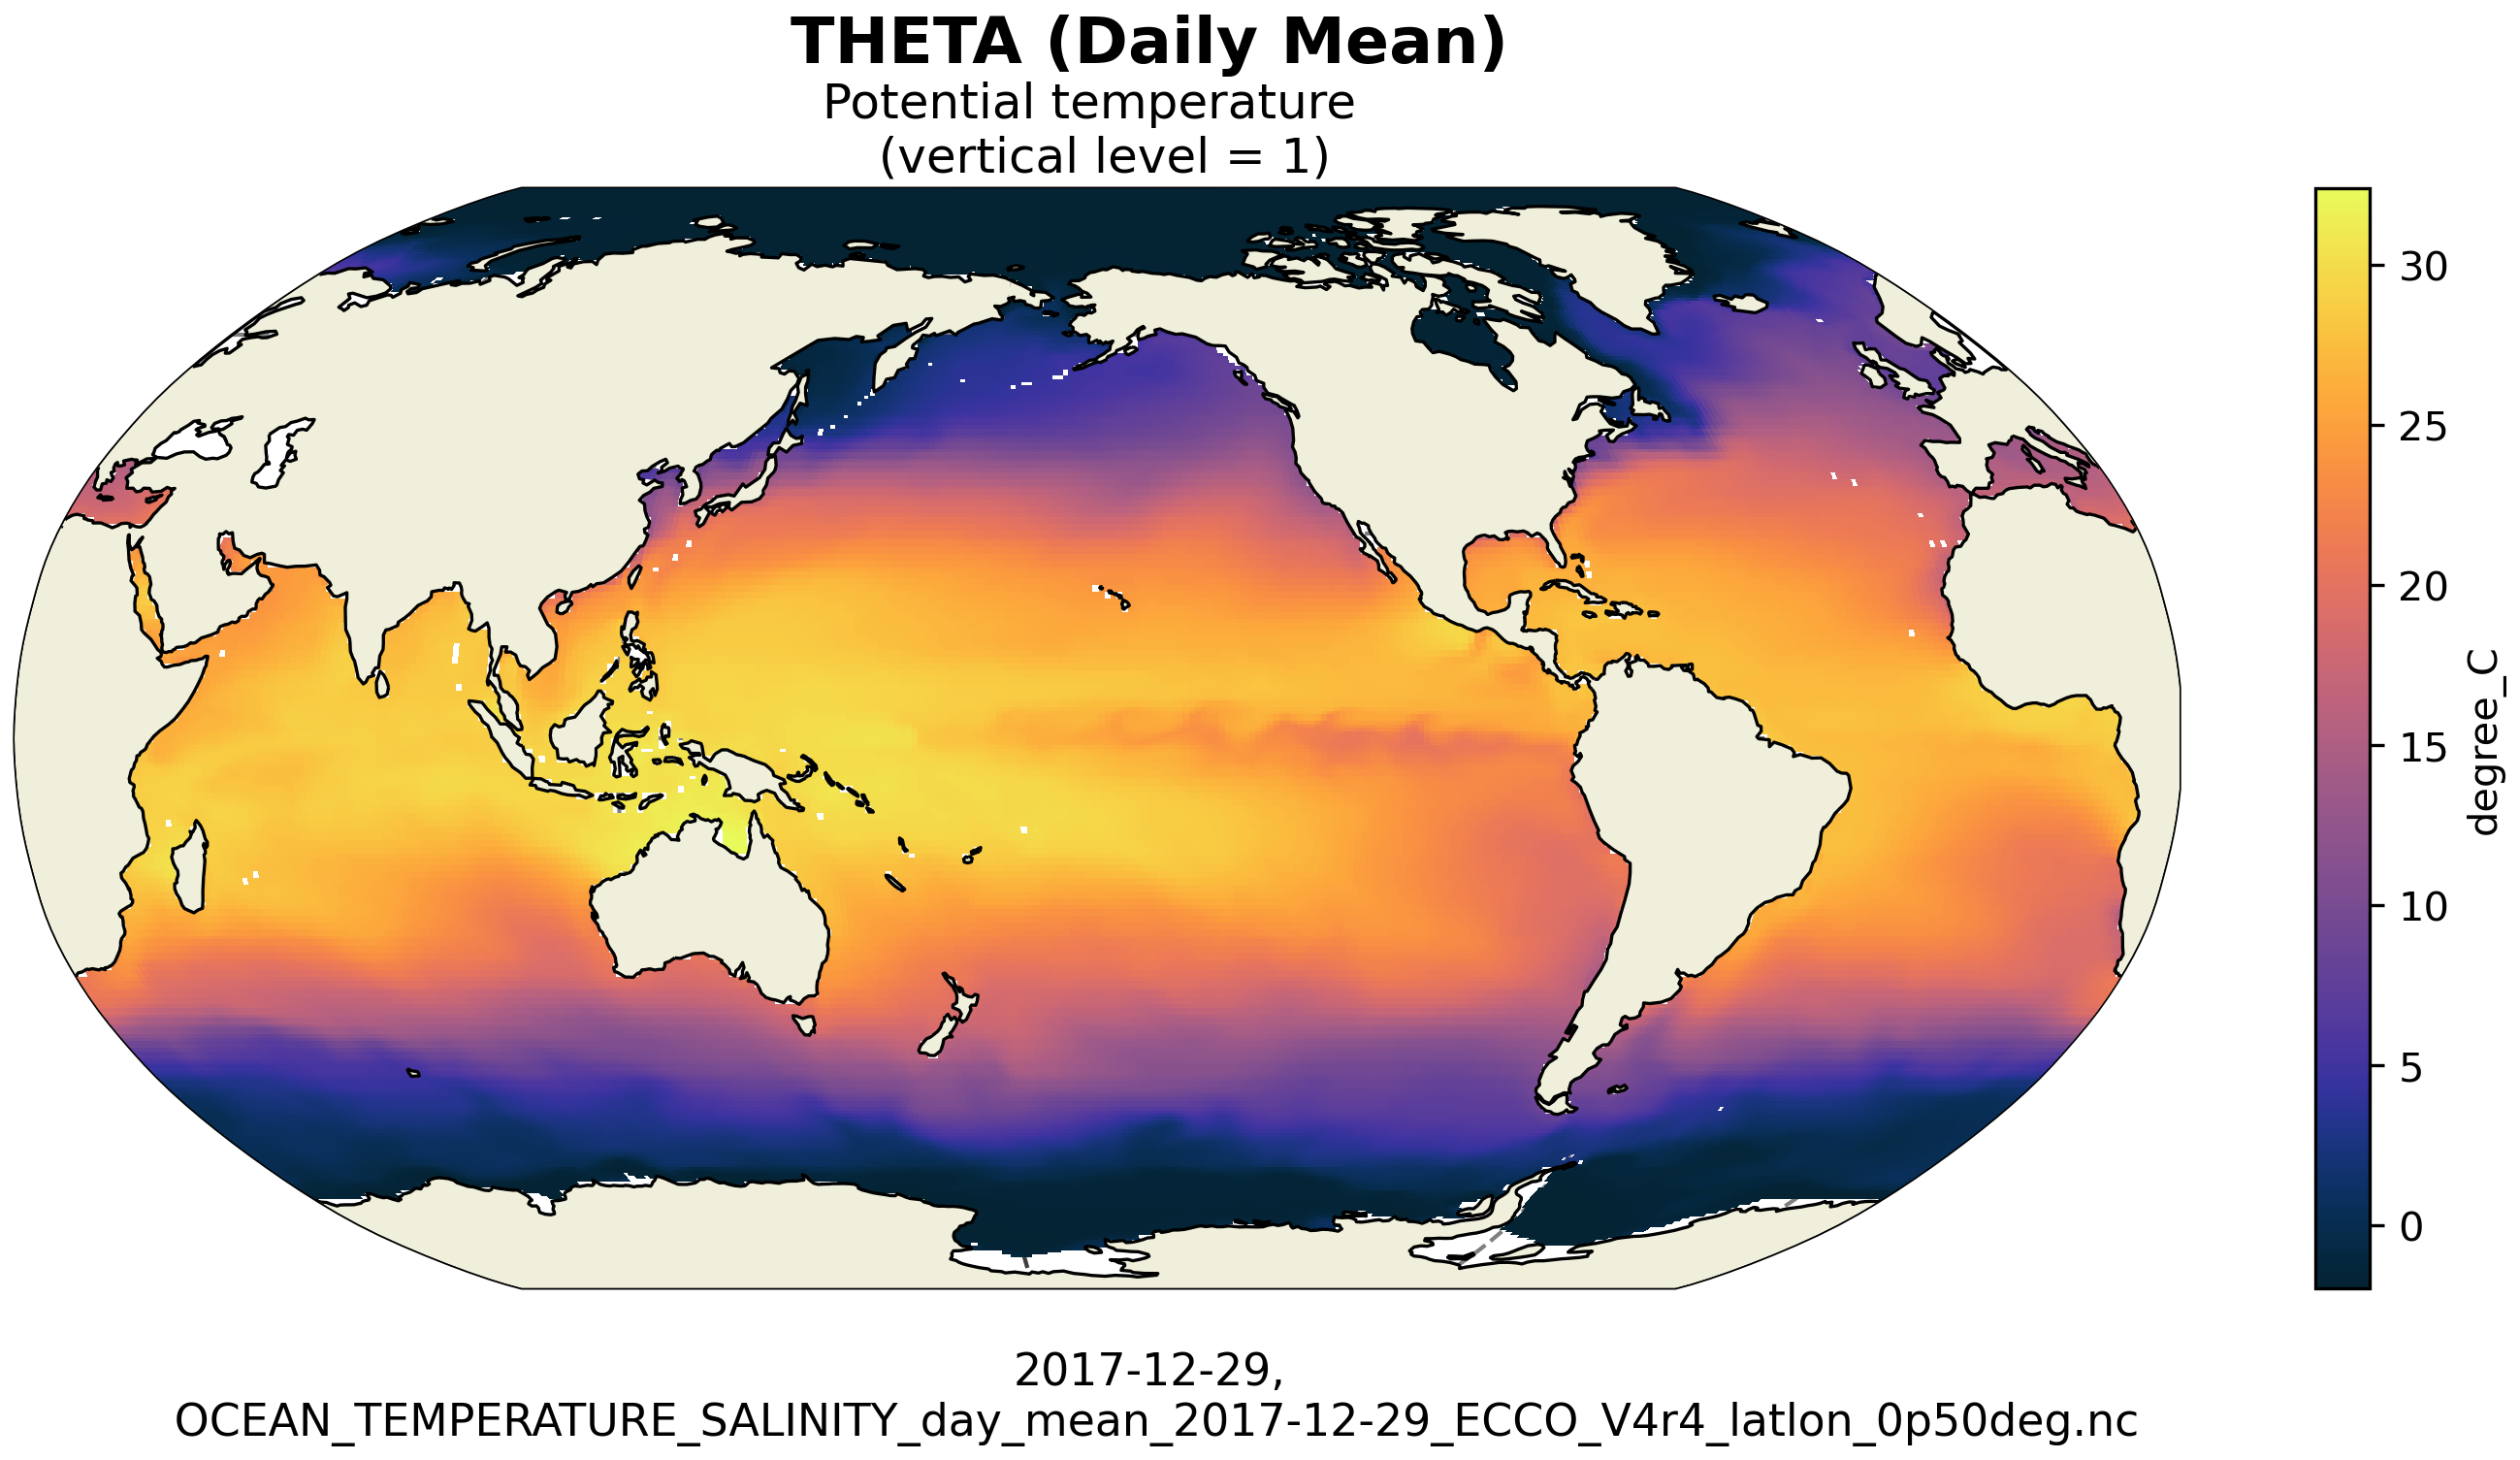 THETA (Daily Mean)
Potential temperature
(vertical level = 1)
30
25
20
15
10
5
0
degree_C
2017-12-29,
OCEAN_TEMPERATURE_SALINITY_day_mean_2017-12-29_ECCO_V4r4_latlon_0p50deg.nc